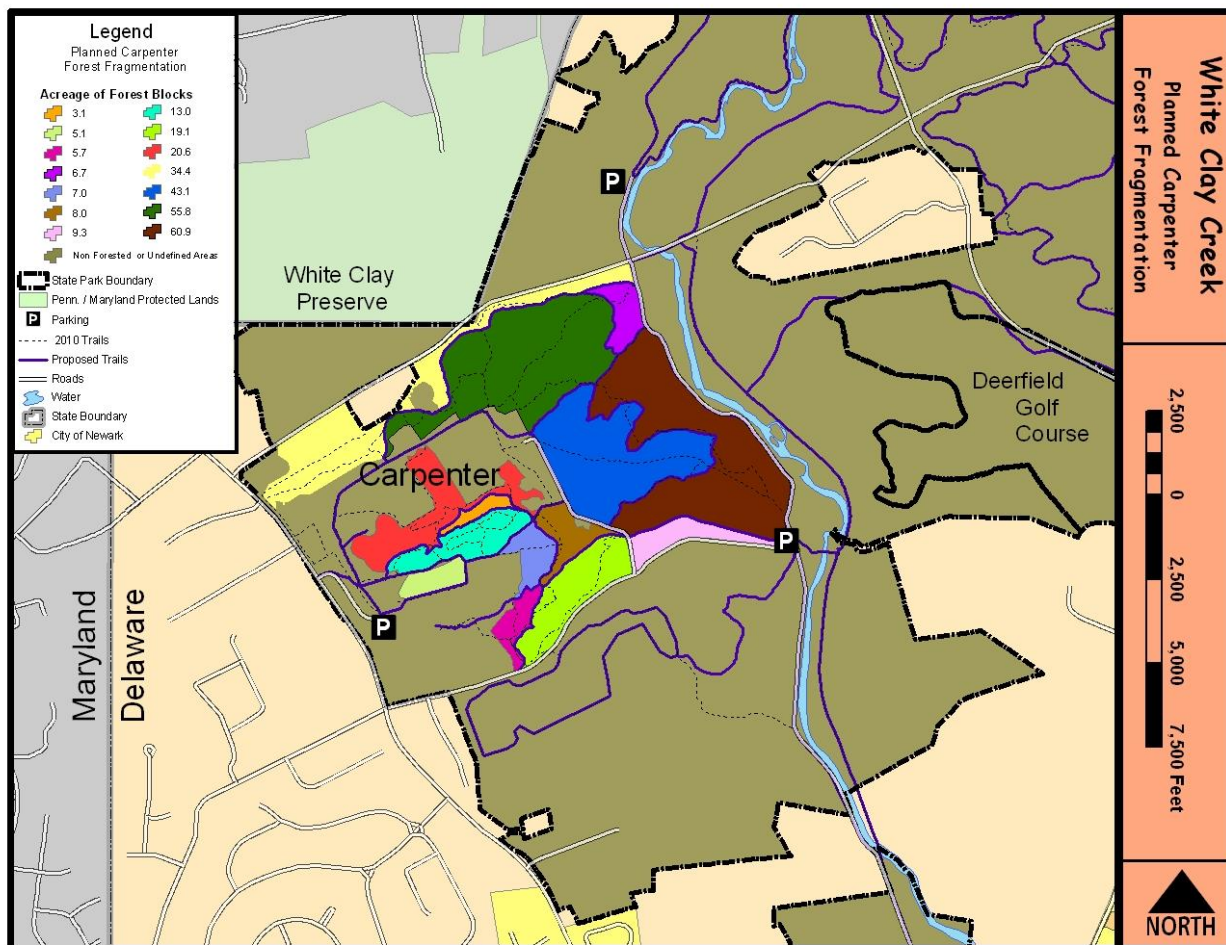 Legend
Planned Carpenter
Forest Fragmentation
Acreage of Forest Blocks
3.1
5.1
5.7
6.7
7.0
8.0
9.3
13.0
19.1
20.6
34.4
43.1
55.8
60.9
Non Forested or Undefined Areas
State Park Boundary
Penn. / Maryland Protected Lands
P Parking
2010 Trails
Proposed Trails
Roads
Water
State Boundary
City of Newark
White Clay
Preserve
P
Deerfield
Golf
Course
Carpenter
P
P
Maryland
Delaware
White Clay Creek
Planned Carpenter
Forest Fragmentation
2,500
0
2,500
5,000
7,500 Feet
NORTH